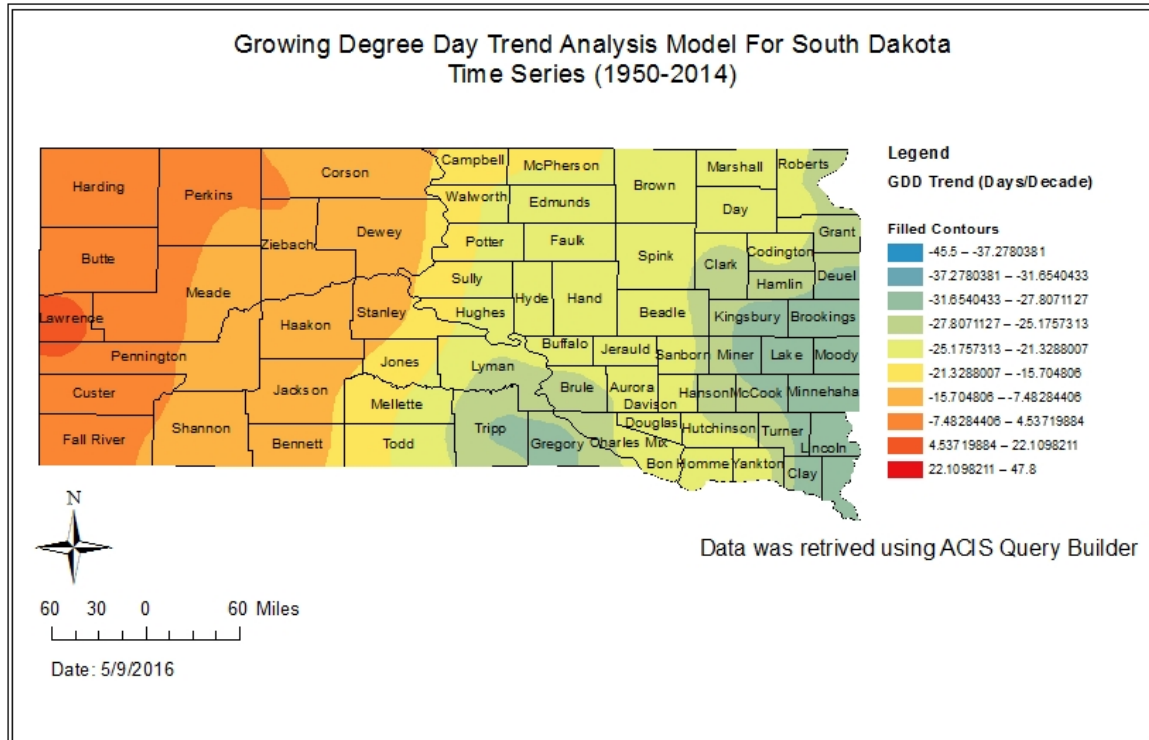 Growing Degree Day Trend Analysis Model For South Dakota
Time Series (1950-2014)
Harding
Perkins
Corson
Campbell
McPherson
Brown
Marshall
Roberts
Walworth
Edmunds
Day
Butte
Ziebach
Dewey
Potter
Faulk
Spink
Codington
Grant
Clark
Hamlin
Deuel
Meade
Sully
Hyde
Hand
Lawrence
Haakon
Stanley
Hughes
Beadle
Kingsbury
Brookings
Pennington
Jones
Lyman
Buffalo
Jerauld
Sanborn
Miner
Lake
Moody
Custer
Jackson
Mellette
Brule
Aurora
Davison
Hanson
McCook
Minnehaha
Fall River
Shannon
Bennett
Todd
Tripp
Gregory
Charles Mix
Douglas
Hutchinson
Turner
Lincoln
Bon Homme
Yankton
Clay
Legend
GDD Trend (Days/Decade)
Filled Contours
-45.5 – -37.2780381
-37.2780381 – -31.6540433
-31.6540433 – -27.8071127
-27.8071127 – -25.1757313
-25.1757313 – -21.3288007
-21.3288007 – -15.704806
-15.704806 – -7.48284406
-7.48284406 – 4.53719884
4.53719884 – 22.1098211
22.1098211 – 47.8
Data was retrived using ACIS Query Builder
N
60 30 0 60 Miles
Date: 5/9/2016